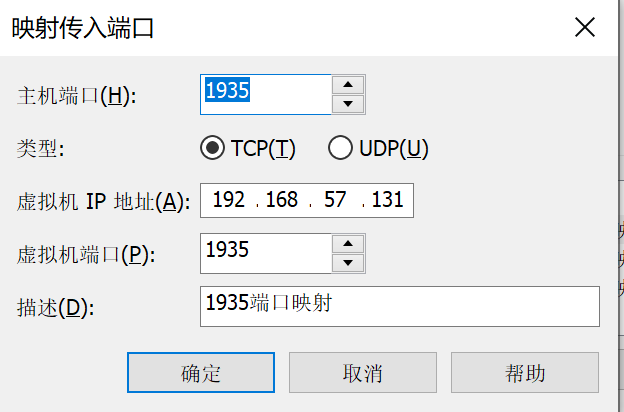 映射传入端口
主机端口(H): 1935
类型: TCP(T) UDP(U)
虚拟机 IP 地址(A): 192 . 168 . 57 . 131
虚拟机端口(P): 1935
描述(D): 1935端口映射
确定 取消 帮助